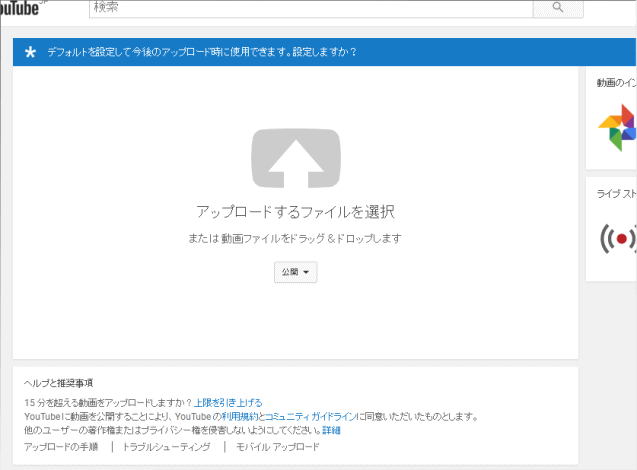 YouTube JP
検索
デフォルトを設定して今後のアップロード時に使用できます。設定しますか？
動画のイン
アップロードするファイルを選択
または 動画ファイルをドラッグ＆ドロップします
公開
ライブ スト
ヘルプと推奨事項
15 分を超える動画をアップロードしますか？上限を引き上げる
YouTubeに動画を公開することにより、YouTube の利用規約とコミュニティ ガイドラインに同意いただいたものとします。
他のユーザーの著作権またはプライバシー権を侵害しないようにしてください。詳細
アップロードの手順 | トラブルシューティング | モバイル アップロード